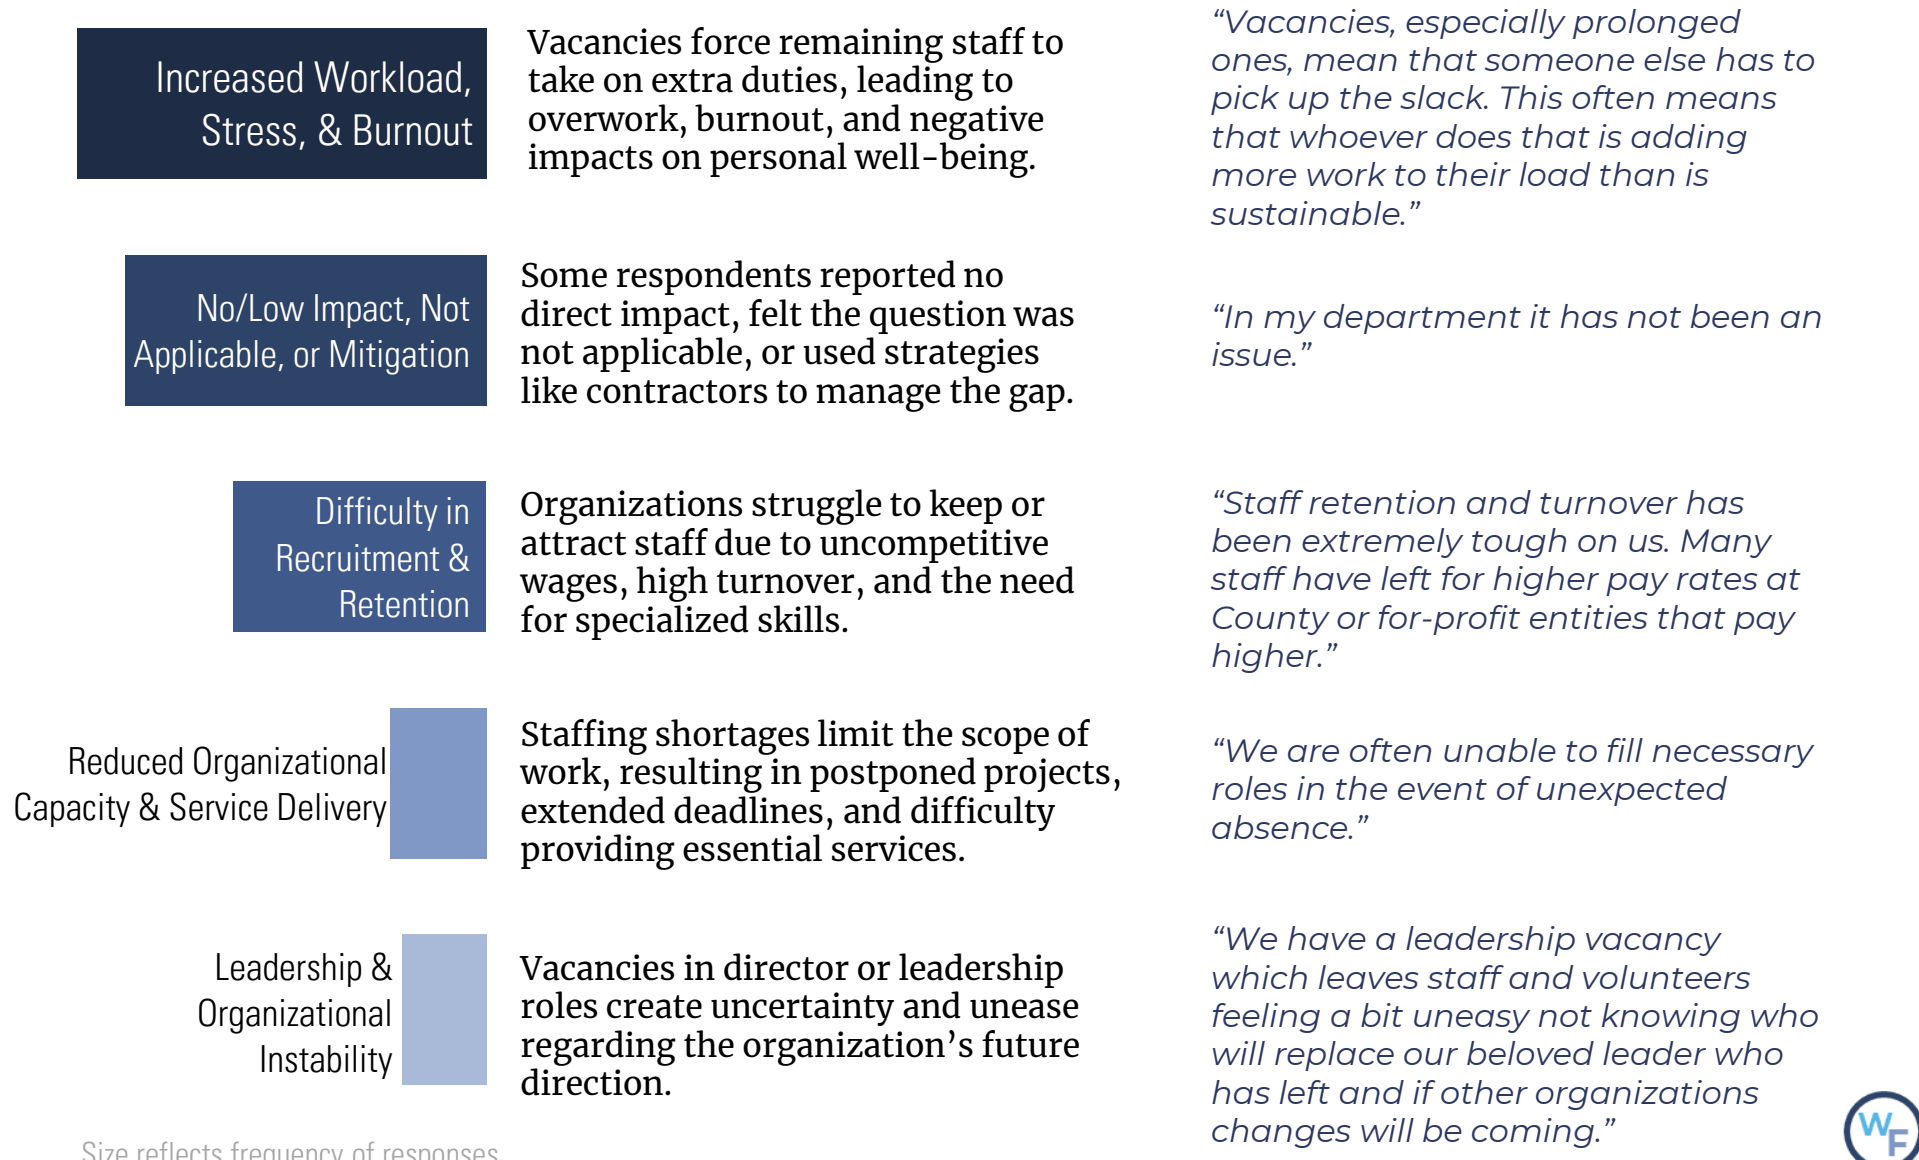 Increased Workload,
Stress, & Burnout
Vacancies force remaining staff to
take on extra duties, leading to
overwork, burnout, and negative
impacts on personal well-being.
“Vacancies, especially prolonged
ones, mean that someone else has to
pick up the slack. This often means
that whoever does that is adding
more work to their load than is
sustainable.”
No/Low Impact, Not
Applicable, or Mitigation
Some respondents reported no
direct impact, felt the question was
not applicable, or used strategies
like contractors to manage the gap.
“In my department it has not been an
issue.”
Difficulty in
Recruitment &
Retention
Organizations struggle to keep or
attract staff due to uncompetitive
wages, high turnover, and the need
for specialized skills.
“Staff retention and turnover has
been extremely tough on us. Many
staff have left for higher pay rates at
County or for-profit entities that pay
higher.”
Reduced Organizational
Capacity & Service Delivery
Staffing shortages limit the scope of
work, resulting in postponed projects,
extended deadlines, and difficulty
providing essential services.
“We are often unable to fill necessary
roles in the event of unexpected
absence.”
Leadership &
Organizational
Instability
Vacancies in director or leadership
roles create uncertainty and unease
regarding the organization’s future
direction.
“We have a leadership vacancy
which leaves staff and volunteers
feeling a bit uneasy not knowing who
will replace our beloved leader who
has left and if other organizations
changes will be coming.”
Size reflects frequency of responses
WF